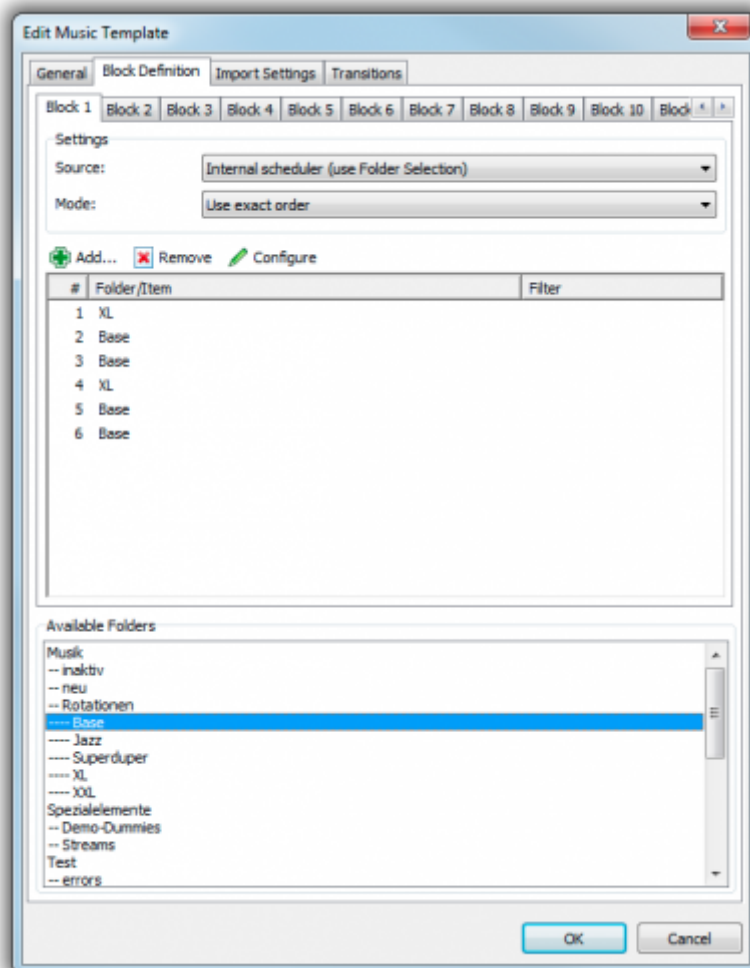 Edit Music Template
General Block Definition Import Settings Transitions
Block 1 Block 2 Block 3 Block 4 Block 5 Block 6 Block 7 Block 8 Block 9 Block 10 Block
Settings
Source: Internal scheduler (use Folder Selection)
Mode: Use exact order
Add... Remove Configure
# Folder/Item Filter
1 XL
2 Base
3 Base
4 XL
5 Base
6 Base
Available Folders
Musik
-- inaktiv
-- neu
-- Rotationen
---- Base
---- Jazz
---- Superduper
---- XL
---- XXL
Spezialelemente
-- Demo-Dummies
-- Streams
Test
-- errors
OK Cancel